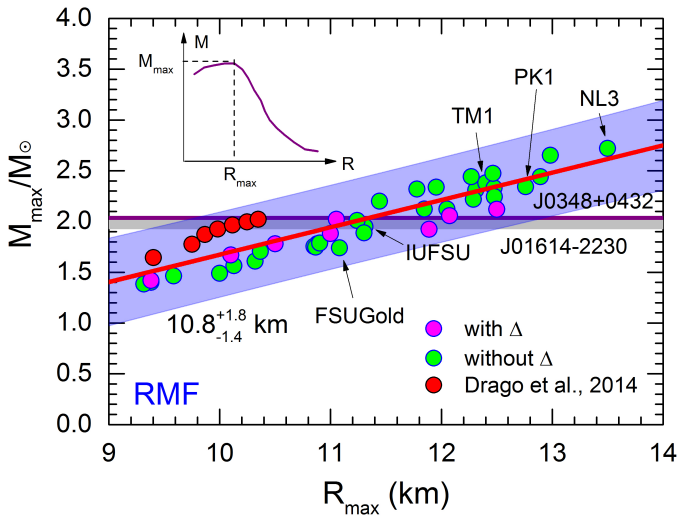 4.0
3.5
3.0
2.5
2.0
1.5
1.0
0.5
0.0
M_max/M_⊙
M
M_max
R_max
R
TM1
PK1
NL3
J0348+0432
J01614-2230
IUFSU
FSUGold
10.8^{+1.8}_{-1.4} km
with Δ
without Δ
Drago et al., 2014
RMF
9
10
11
12
13
14
R_max (km)